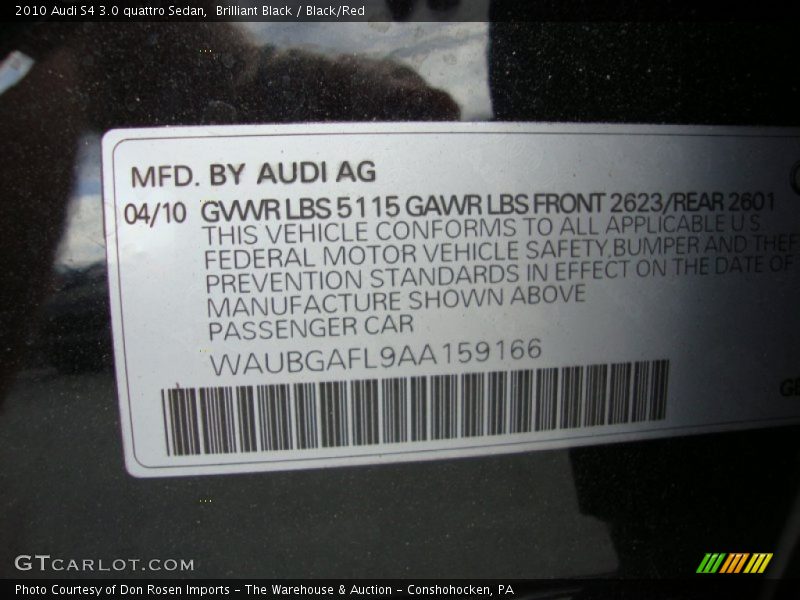 2010 Audi S4 3.0 quattro Sedan,  Brilliant Black / Black/Red
MFD. BY AUDI AG
04/10 GVWR LBS 5115 GAWR LBS FRONT 2623/REAR 2601
THIS VEHICLE CONFORMS TO ALL APPLICABLE U.S.
FEDERAL MOTOR VEHICLE SAFETY, BUMPER AND THEF
PREVENTION STANDARDS IN EFFECT ON THE DATE OF
MANUFACTURE SHOWN ABOVE
PASSENGER CAR
WAUBGAFL9AA159166
GTCARLOT.COM
Photo Courtesy of Don Rosen Imports - The Warehouse & Auction - Conshohocken, PA